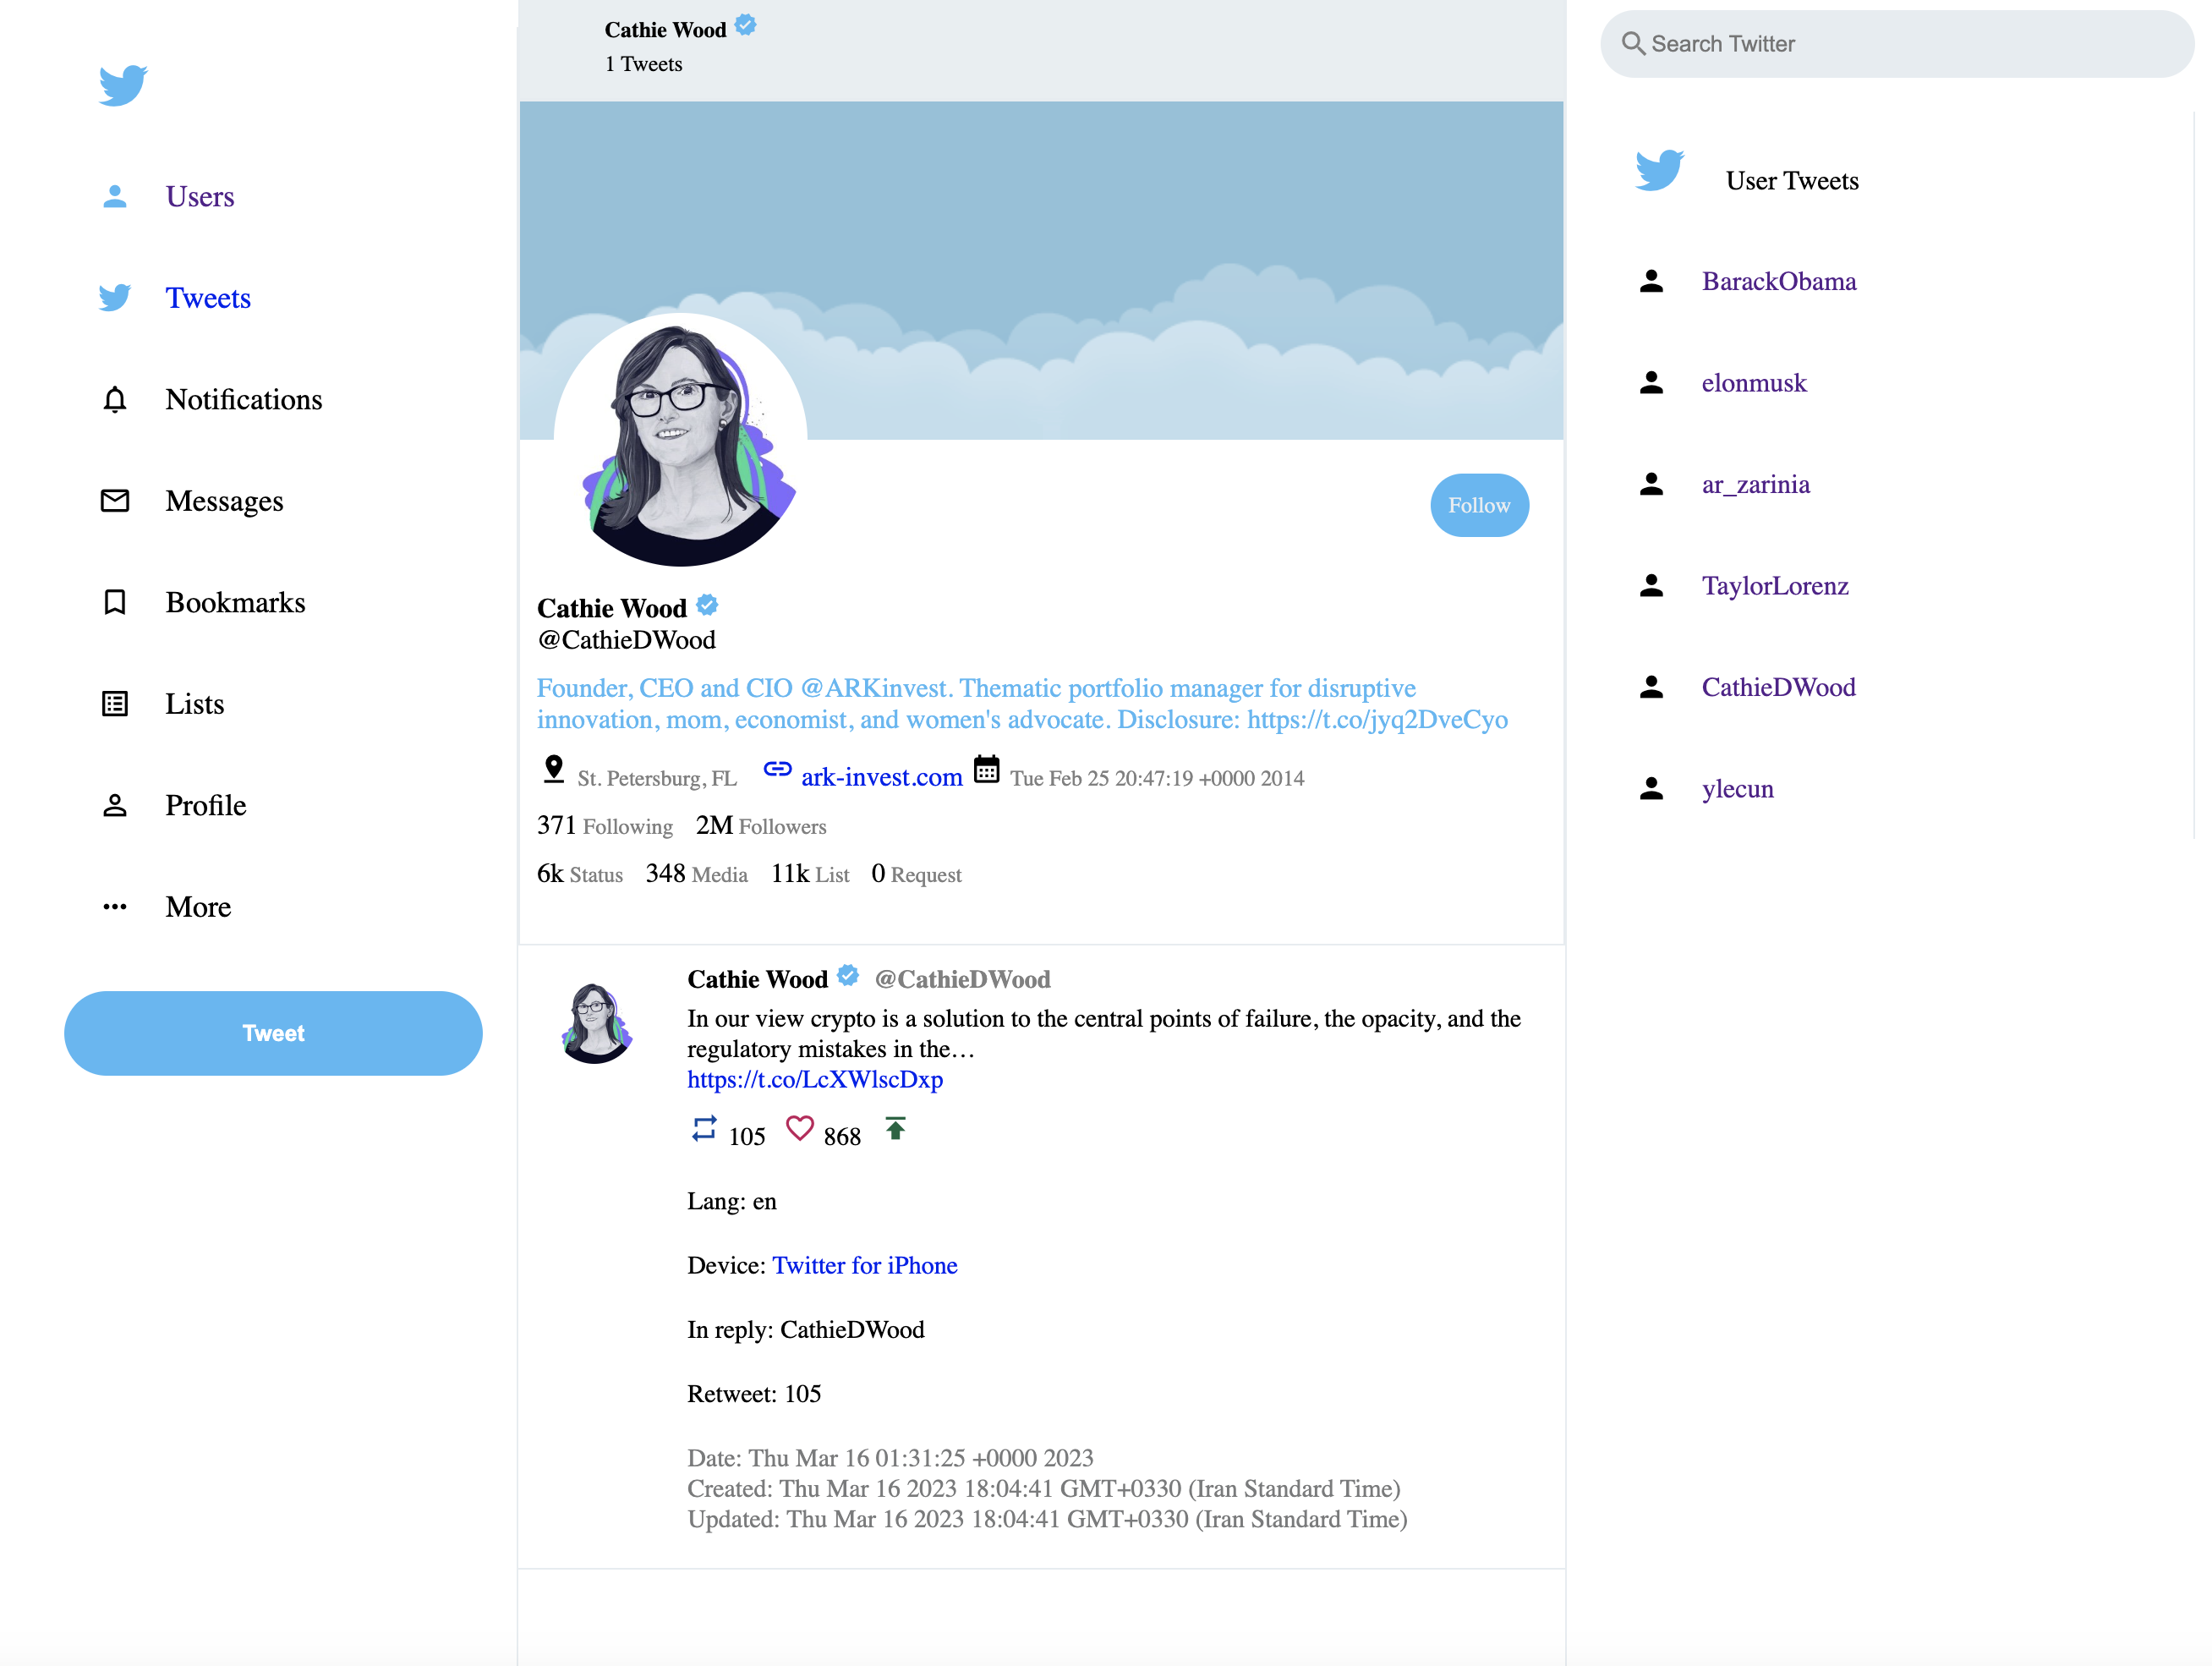 Users
Tweets
Notifications
Messages
Bookmarks
Lists
Profile
More
Tweet
Cathie Wood
1 Tweets
Follow
Cathie Wood
@CathieDWood
Founder, CEO and CIO @ARKinvest. Thematic portfolio manager for disruptive
innovation, mom, economist, and women's advocate. Disclosure: https://t.co/jyq2DveCyo
St. Petersburg, FL ark-invest.com Tue Feb 25 20:47:19 +0000 2014
371 Following 2M Followers
6k Status 348 Media 11k List 0 Request
Cathie Wood @CathieDWood
In our view crypto is a solution to the central points of failure, the opacity, and the
regulatory mistakes in the…
https://t.co/LcXWlscDxp
105 868
Lang: en
Device: Twitter for iPhone
In reply: CathieDWood
Retweet: 105
Date: Thu Mar 16 01:31:25 +0000 2023
Created: Thu Mar 16 2023 18:04:41 GMT+0330 (Iran Standard Time)
Updated: Thu Mar 16 2023 18:04:41 GMT+0330 (Iran Standard Time)
Search Twitter
User Tweets
BarackObama
elonmusk
ar_zarinia
TaylorLorenz
CathieDWood
ylecun